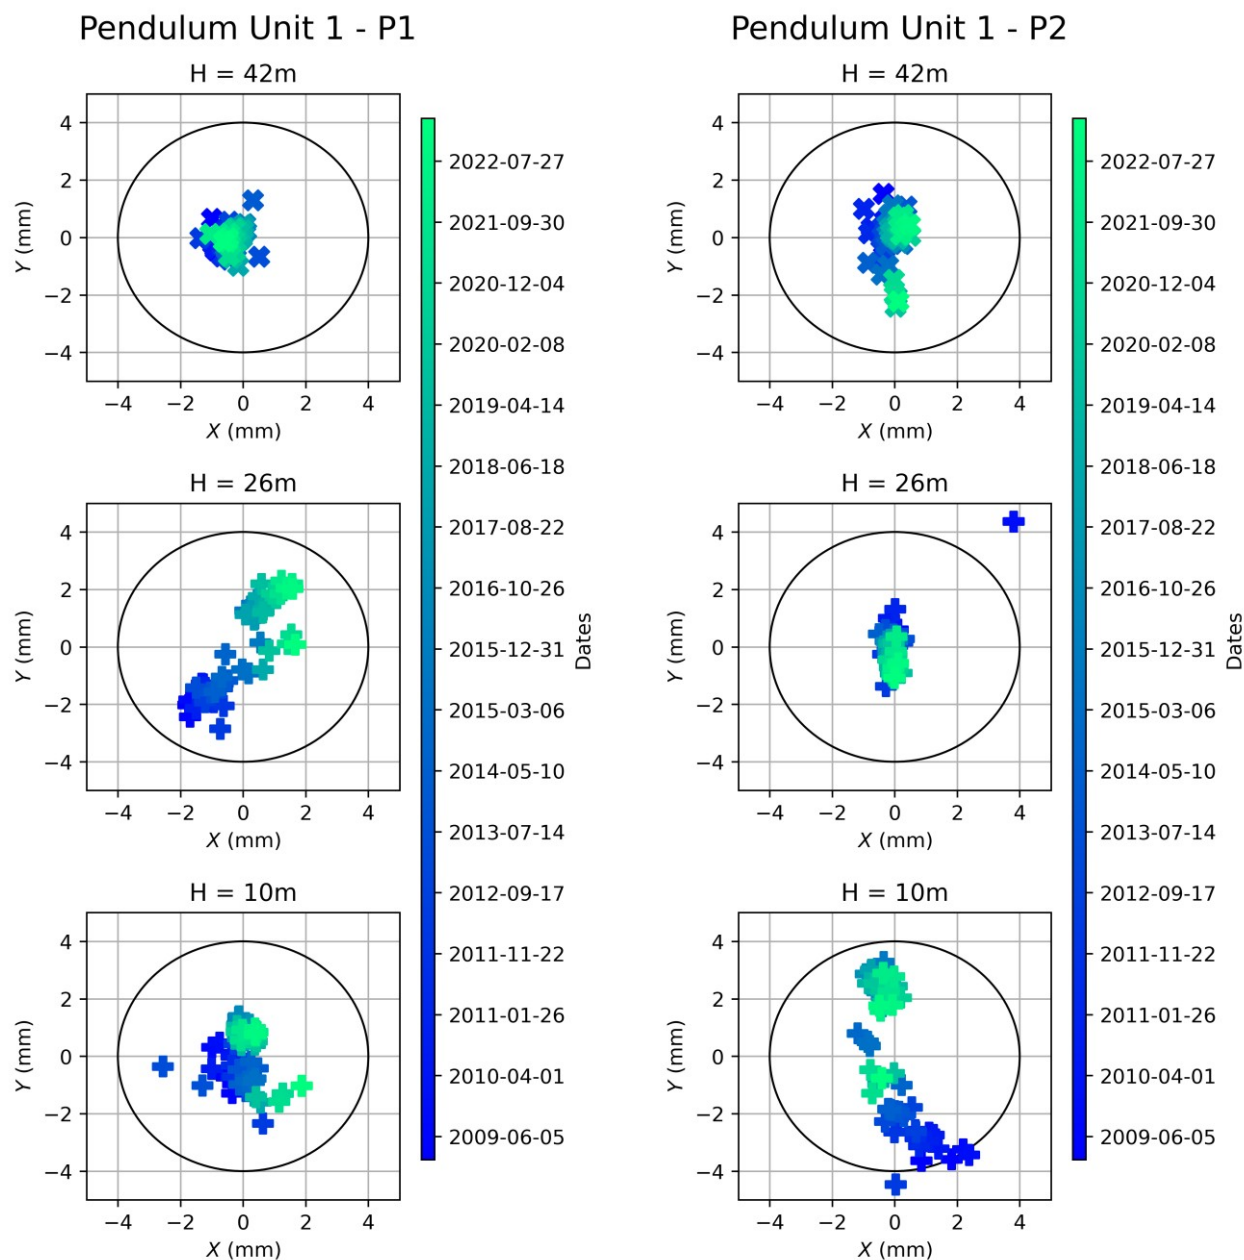 Pendulum Unit 1 - P1
H = 42m
4
2
0
−2
−4
Y (mm)
−4 −2 0 2 4
X (mm)
H = 26m
4
2
0
−2
−4
Y (mm)
−4 −2 0 2 4
X (mm)
H = 10m
4
2
0
−2
−4
Y (mm)
−4 −2 0 2 4
X (mm)
2022-07-27
2021-09-30
2020-12-04
2020-02-08
2019-04-14
2018-06-18
2017-08-22
2016-10-26
2015-12-31
2015-03-06
2014-05-10
2013-07-14
2012-09-17
2011-11-22
2011-01-26
2010-04-01
2009-06-05
Dates
Pendulum Unit 1 - P2
H = 42m
4
2
0
−2
−4
Y (mm)
−4 −2 0 2 4
X (mm)
H = 26m
4
2
0
−2
−4
Y (mm)
−4 −2 0 2 4
X (mm)
H = 10m
4
2
0
−2
−4
Y (mm)
−4 −2 0 2 4
X (mm)
2022-07-27
2021-09-30
2020-12-04
2020-02-08
2019-04-14
2018-06-18
2017-08-22
2016-10-26
2015-12-31
2015-03-06
2014-05-10
2013-07-14
2012-09-17
2011-11-22
2011-01-26
2010-04-01
2009-06-05
Dates